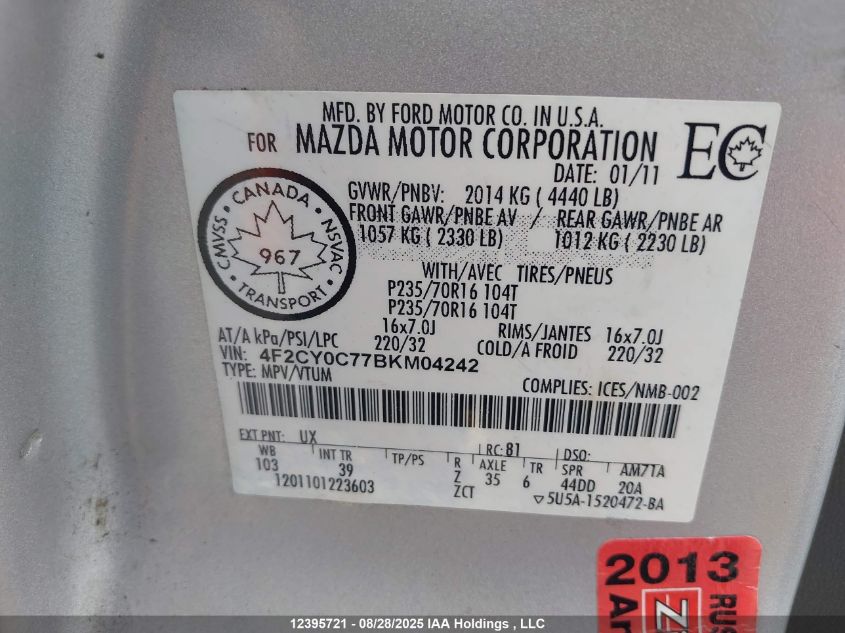 MFD. BY FORD MOTOR CO. IN U.S.A.
FOR MAZDA MOTOR CORPORATION
EC
DATE: 01/11
GVWR/PNBV: 2014 KG ( 4440 LB)
FRONT GAWR/PNBE AV / REAR GAWR/PNBE AR
1057 KG ( 2330 LB) 1012 KG ( 2230 LB)
CANADA
CMVSS NSVAC
967
TRANSPORT
WITH/AVEC TIRES/PNEUS
P235/70R16 104T
P235/70R16 104T
16x7.0J RIMS/JANTES 16x7.0J
AT/A kPa/PSI/LPC 220/32 COLD/A FROID 220/32
VIN: 4F2CY0C77BKM04242
TYPE: MPV/VTUM
COMPLIES: ICES/NMB-002
EXT PNT: UX RC: 81 DSO:
WB INT TR TP/PS R AXLE TR SPR AM71A
103 39 Z 35 6 44DD 20A
1201101223603 ZCT ▽5U5A-1520472-BA
2013
RUS
Ar
Z
12395721 - 08/28/2025 IAA Holdings , LLC